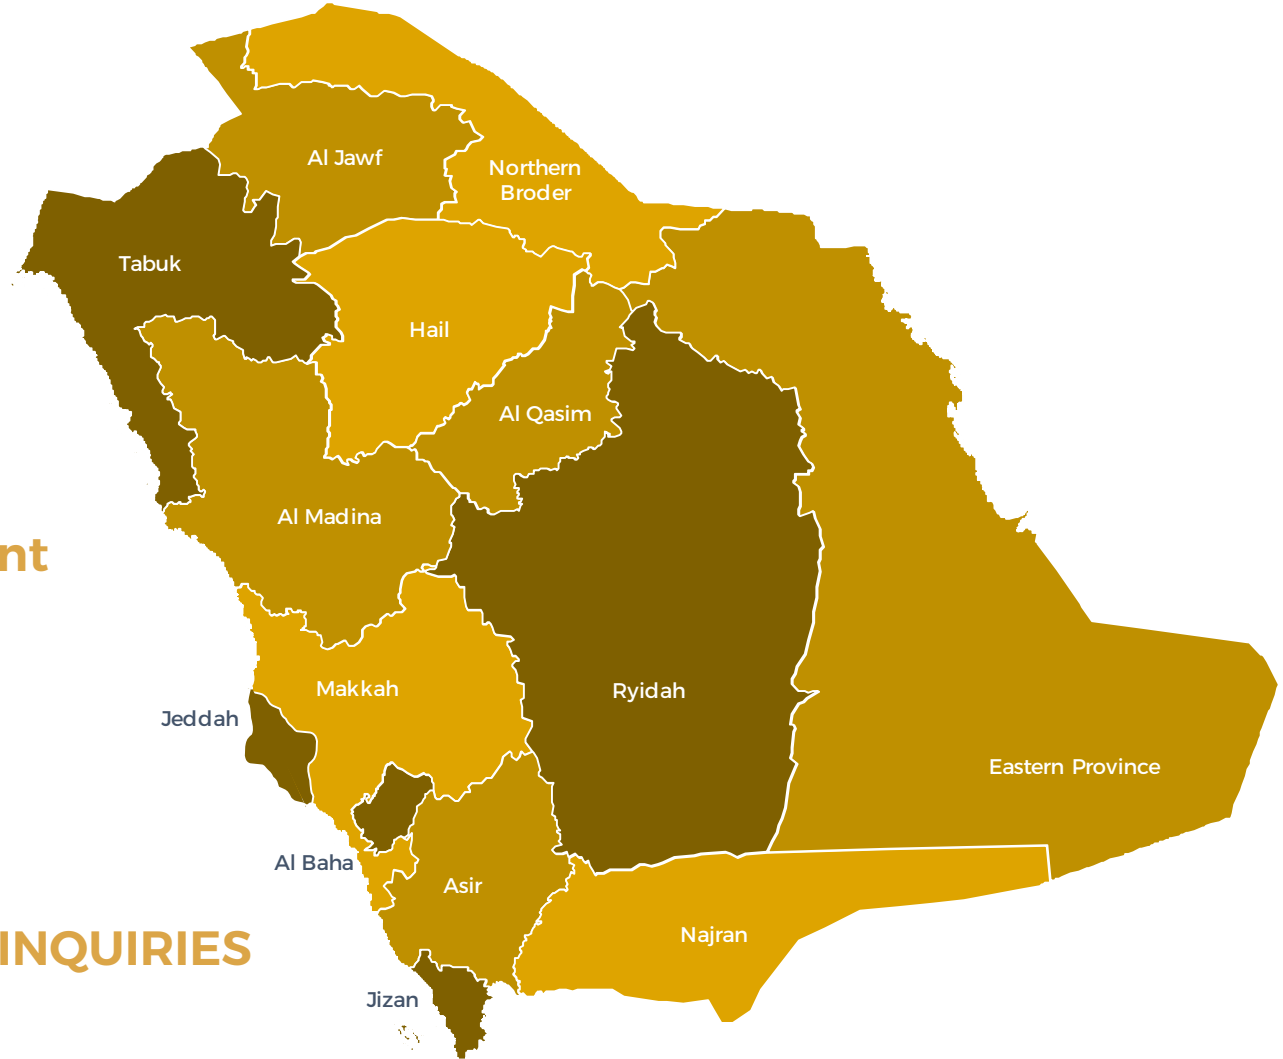 Al Jawf
Northern
Broder
Tabuk
Hail
Al Qasim
Al Madina
nt
Makkah
Ryidah
Jeddah
Eastern Province
Al Baha
Asir
Najran
INQUIRIES
Jizan